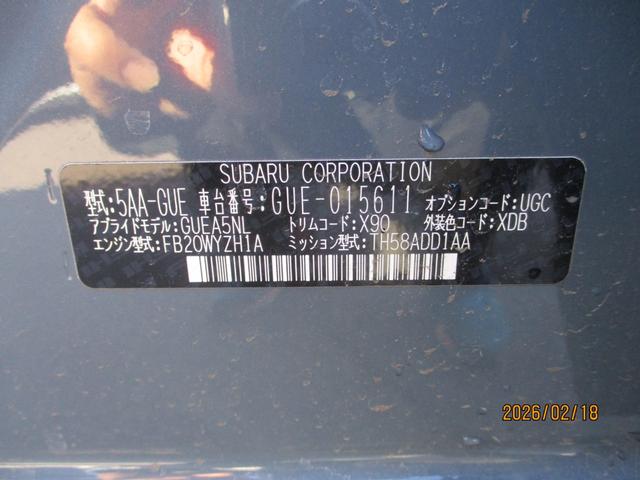 SUBARU CORPORATION
型式:5AA-GUE 車台番号:GUE-015611 オプションコード:UGC
アプライドモデル:GUEA5NL トリムコード:X90 外装色コード:XDB
エンジン型式:FB20WYZH1A ミッション型式:TH58ADD1AA
2026/02/18